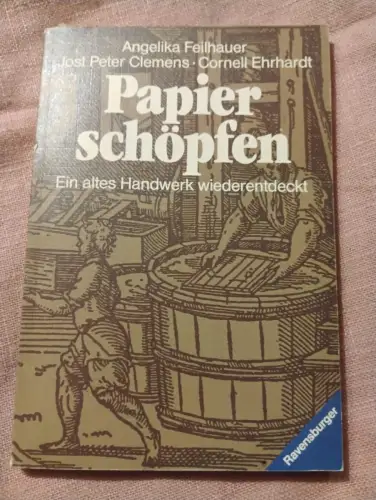 Angelika Feilhauer
Jost Peter Clemens · Cornell Ehrhardt
Papier
schöpfen
Ein altes Handwerk wiederentdeckt
Ravensburger